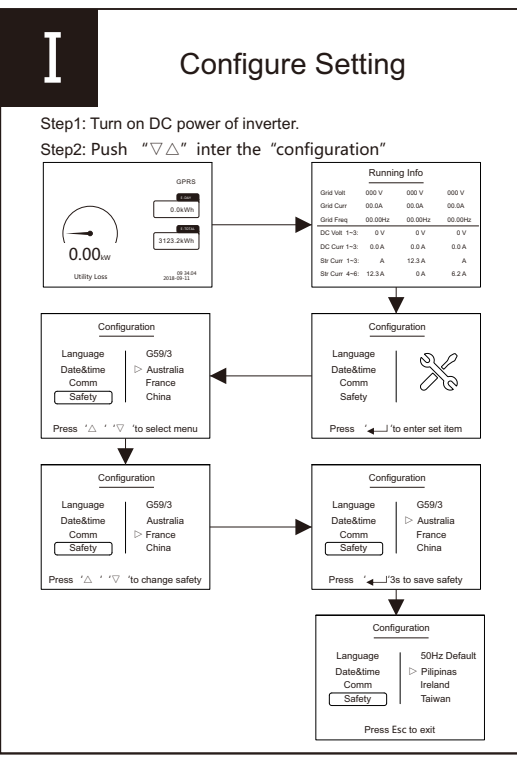 I
Configure Setting
Step1: Turn on DC power of inverter.
Step2: Push “▽△” inter the “configuration”
GPRS
E-DAY
0.0kWh
E-TOTAL
3123.2kWh
0.00kW
Utility Loss
09 34:04
2018-09-11
Running Info
Grid Volt 000 V 000 V 000 V
Grid Curr 00.0A 00.0A 00.0A
Grid Freq 00.00Hz 00.00Hz 00.00Hz
DC Volt 1~3: 0 V 0 V 0 V
DC Curr 1~3: 0.0 A 0.0 A 0.0 A
Str Curr 1~3: A 12.3 A A
Str Curr 4~6: 12.3 A 0 A 6.2 A
Configuration
Language
Date&time
Comm
Safety
Press ‘↵’to enter set item
Configuration
Language G59/3
Date&time ▷ Australia
Comm France
Safety China
Press ‘△ ‘ ‘▽ ’to select menu
Configuration
Language G59/3
Date&time Australia
Comm ▷ France
Safety China
Press ‘△ ‘ ‘▽ ’to change safety
Configuration
Language G59/3
Date&time ▷ Australia
Comm France
Safety China
Press ‘↵’3s to save safety
Configuration
Language 50Hz Default
Date&time ▷ Pilipinas
Comm Ireland
Safety Taiwan
Press Esc to exit